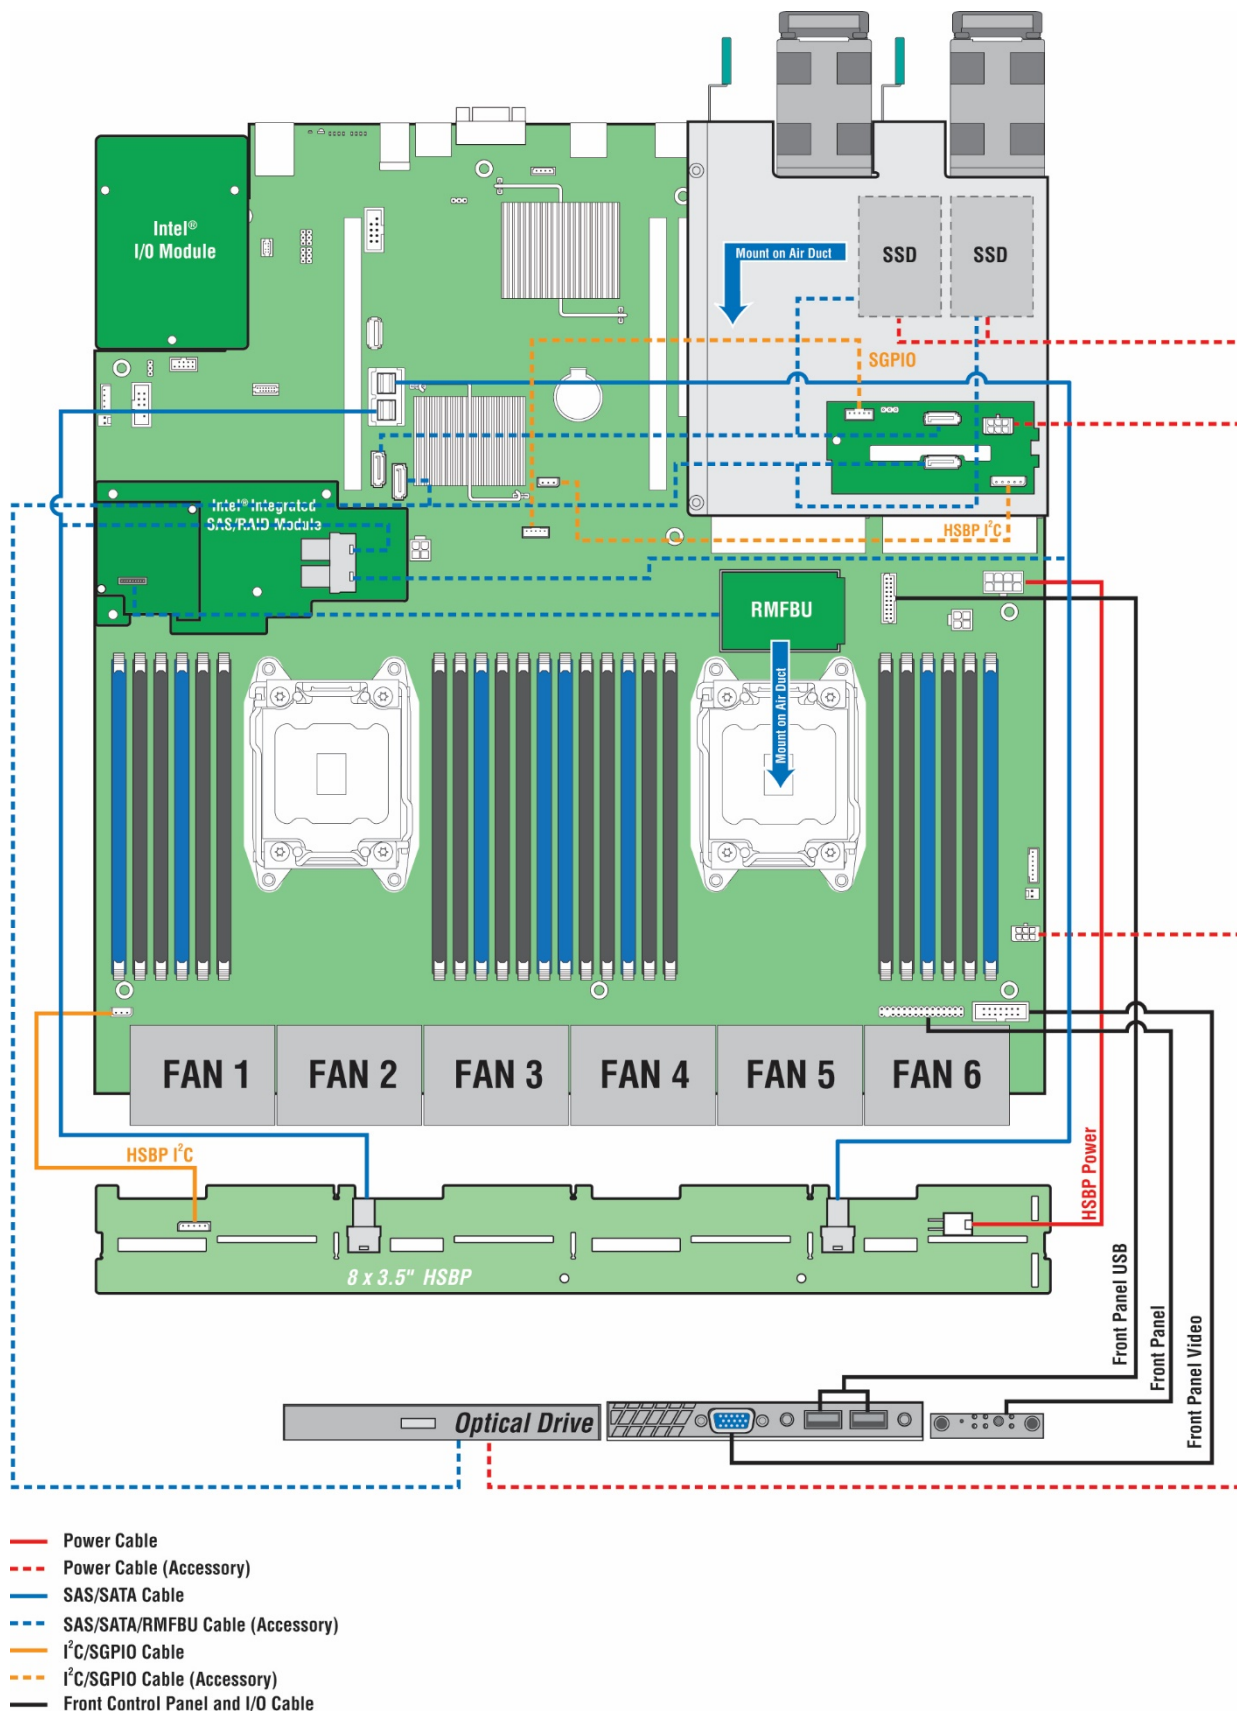 Intel®
I/O Module
Mount on Air Duct
SSD
SSD
SGPIO
Intel® Integrated
SAS/RAID Module
HSBP I²C
RMFBU
Mount on Air Duct
FAN 1
FAN 2
FAN 3
FAN 4
FAN 5
FAN 6
HSBP I²C
HSBP Power
8 x 3.5" HSBP
Front Panel USB
Front Panel
Front Panel Video
Optical Drive
Power Cable
Power Cable (Accessory)
SAS/SATA Cable
SAS/SATA/RMFBU Cable (Accessory)
I²C/SGPIO Cable
I²C/SGPIO Cable (Accessory)
Front Control Panel and I/O Cable